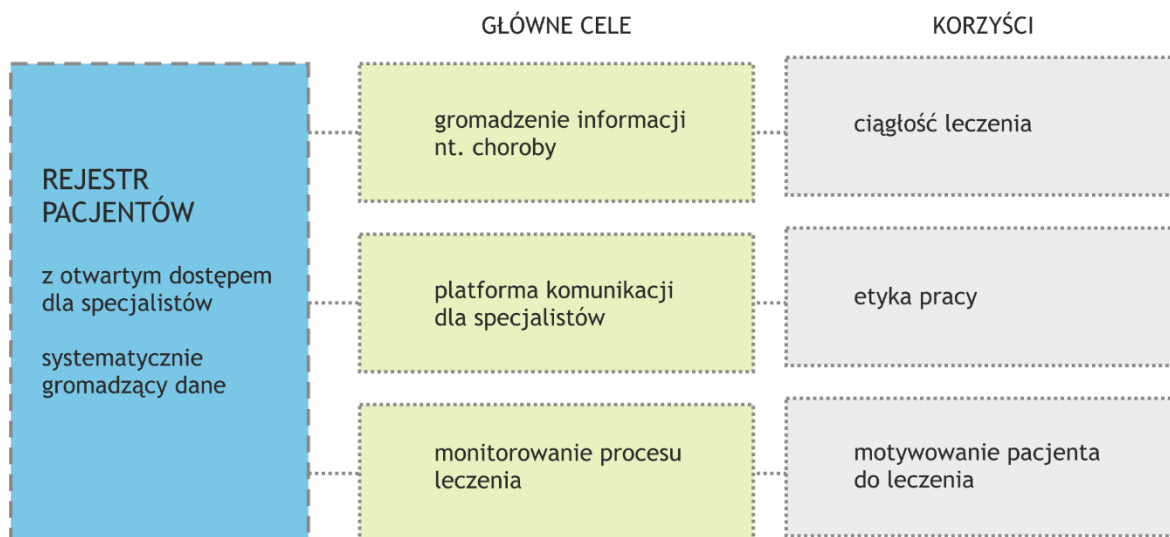 GŁÓWNE CELE
KORZYŚCI
REJESTR
PACJENTÓW
z otwartym dostępem
dla specjalistów
systematycznie
gromadzący dane
gromadzenie informacji
nt. choroby
ciągłość leczenia
platforma komunikacji
dla specjalistów
etyka pracy
monitorowanie procesu
leczenia
motywowanie pacjenta
do leczenia